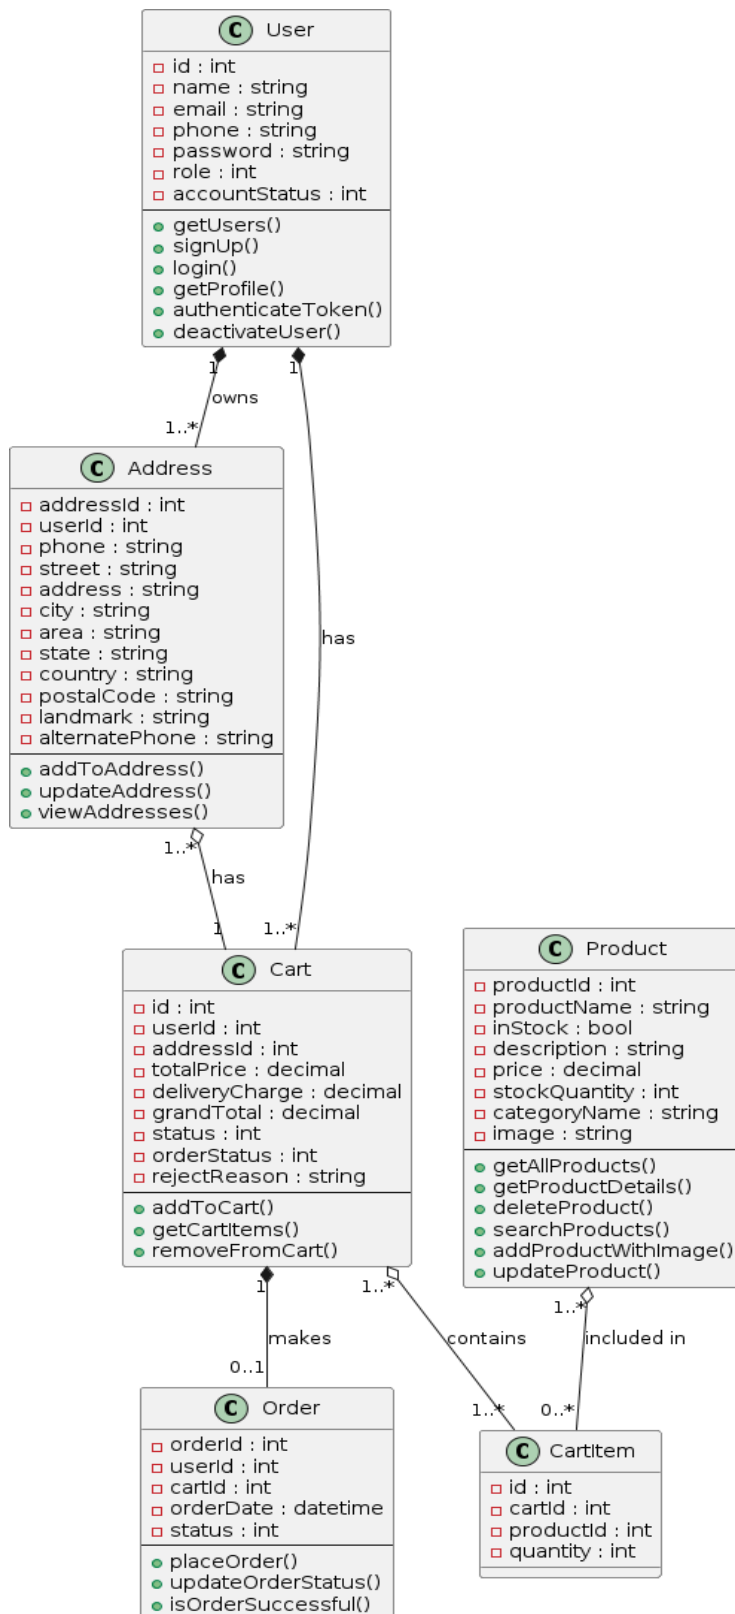 C User
id : int
name : string
email : string
phone : string
password : string
role : int
accountStatus : int
getUsers()
signUp()
login()
getProfile()
authenticateToken()
deactivateUser()
1
1
owns
1..*
C Address
addressId : int
userId : int
phone : string
street : string
address : string
city : string
area : string
state : string
country : string
postalCode : string
landmark : string
alternatePhone : string
addToAddress()
updateAddress()
viewAddresses()
has
1..*
has
1
1..*
C Cart
id : int
userId : int
addressId : int
totalPrice : decimal
deliveryCharge : decimal
grandTotal : decimal
status : int
orderStatus : int
rejectReason : string
addToCart()
getCartItems()
removeFromCart()
C Product
productId : int
productName : string
inStock : bool
description : string
price : decimal
stockQuantity : int
categoryName : string
image : string
getAllProducts()
getProductDetails()
deleteProduct()
searchProducts()
addProductWithImage()
updateProduct()
1
1..*
1..*
makes
contains
included in
0..1
1..*
0..*
C Order
orderId : int
userId : int
cartId : int
orderDate : datetime
status : int
placeOrder()
updateOrderStatus()
isOrderSuccessful()
C CartItem
id : int
cartId : int
productId : int
quantity : int